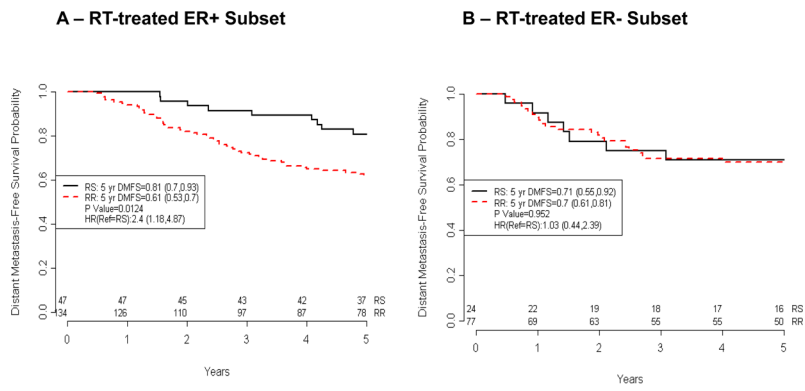 A – RT-treated ER+ Subset
Distant Metastasis-Free Survival Probability
1.0
0.8
0.6
0.4
0.2
0.0
RS: 5 yr DMFS=0.81 (0.7,0.93)
RR: 5 yr DMFS=0.61 (0.53,0.7)
P Value=0.0124
HR(Ref=RS):2.4 (1.18,4.87)
47 47 45 43 42 37 RS
134 126 110 97 87 78 RR
0 1 2 3 4 5
Years
B – RT-treated ER- Subset
Distant Metastasis-Free Survival Probability
1.0
0.8
0.6
0.4
0.2
0.0
RS: 5 yr DMFS=0.71 (0.55,0.92)
RR: 5 yr DMFS=0.7 (0.61,0.81)
P Value=0.952
HR(Ref=RS):1.03 (0.44,2.39)
24 22 19 18 17 16 RS
77 69 63 55 55 50 RR
0 1 2 3 4 5
Years